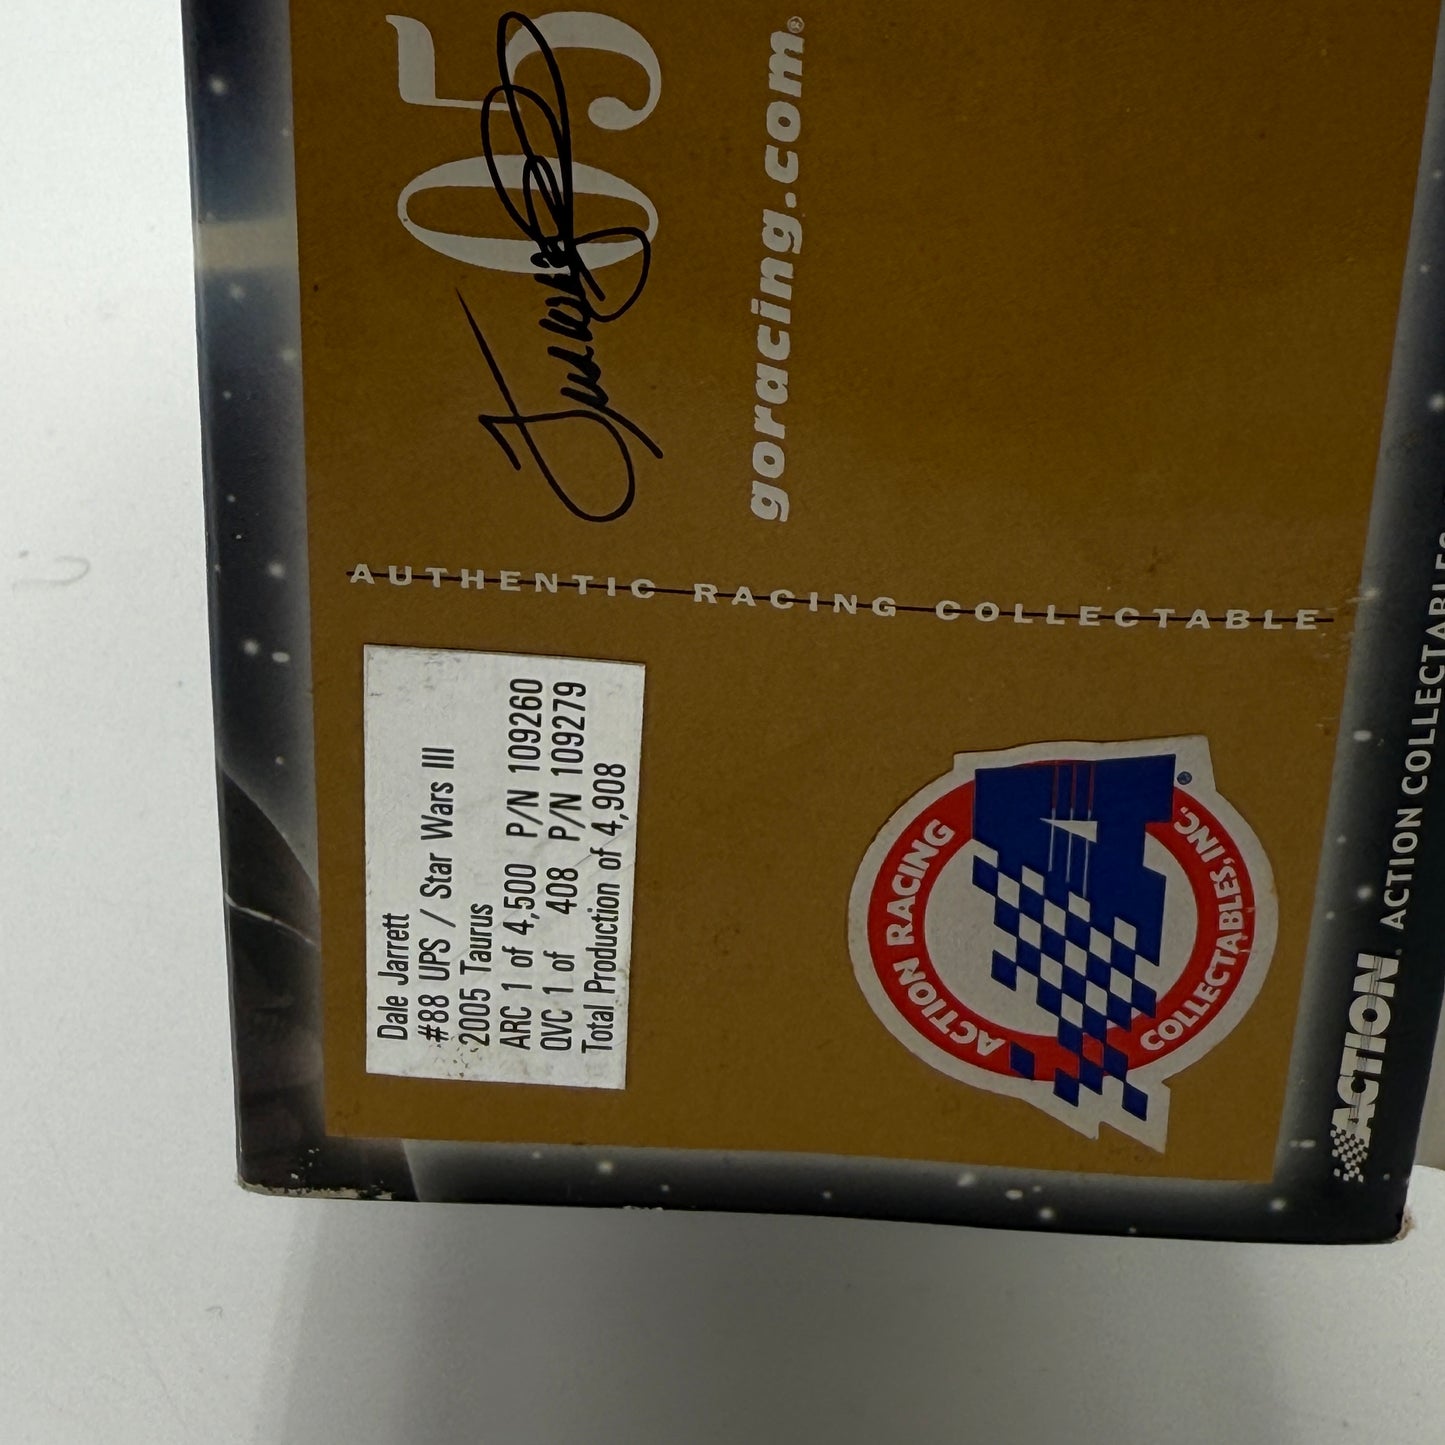 05
goracing.com®
AUTHENTIC RACING COLLECTABLE
Dale Jarrett
#88 UPS / Star Wars III
2005 Taurus
ARC 1 of 4,500 P/N 109260
QVC 1 of 408 P/N 109279
Total Production of 4,908
ACTION RACING
COLLECTABLES, INC.
ACTION® ACTION COLLECTABLES